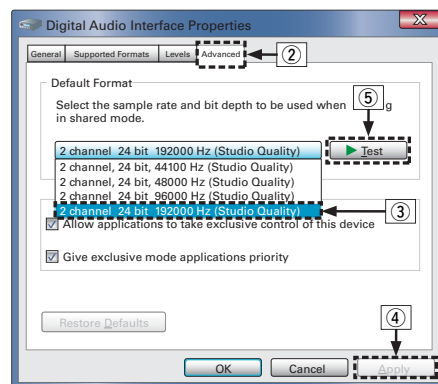 Digital Audio Interface Properties
General Supported Formats Levels Advanced ②
Default Format
Select the sample rate and bit depth to be used when g
in shared mode.
⑤
2 channel 24 bit 192000 Hz (Studio Quality) Test
2 channel, 24 bit, 44100 Hz (Studio Quality)
2 channel, 24 bit, 48000 Hz (Studio Quality)
2 channel 24 bit 96000 Hz (Studio Quality)
2 channel 24 bit 192000 Hz (Studio Quality) ③
Allow applications to take exclusive control of this device
Give exclusive mode applications priority
Restore Defaults
④
OK Cancel Apply